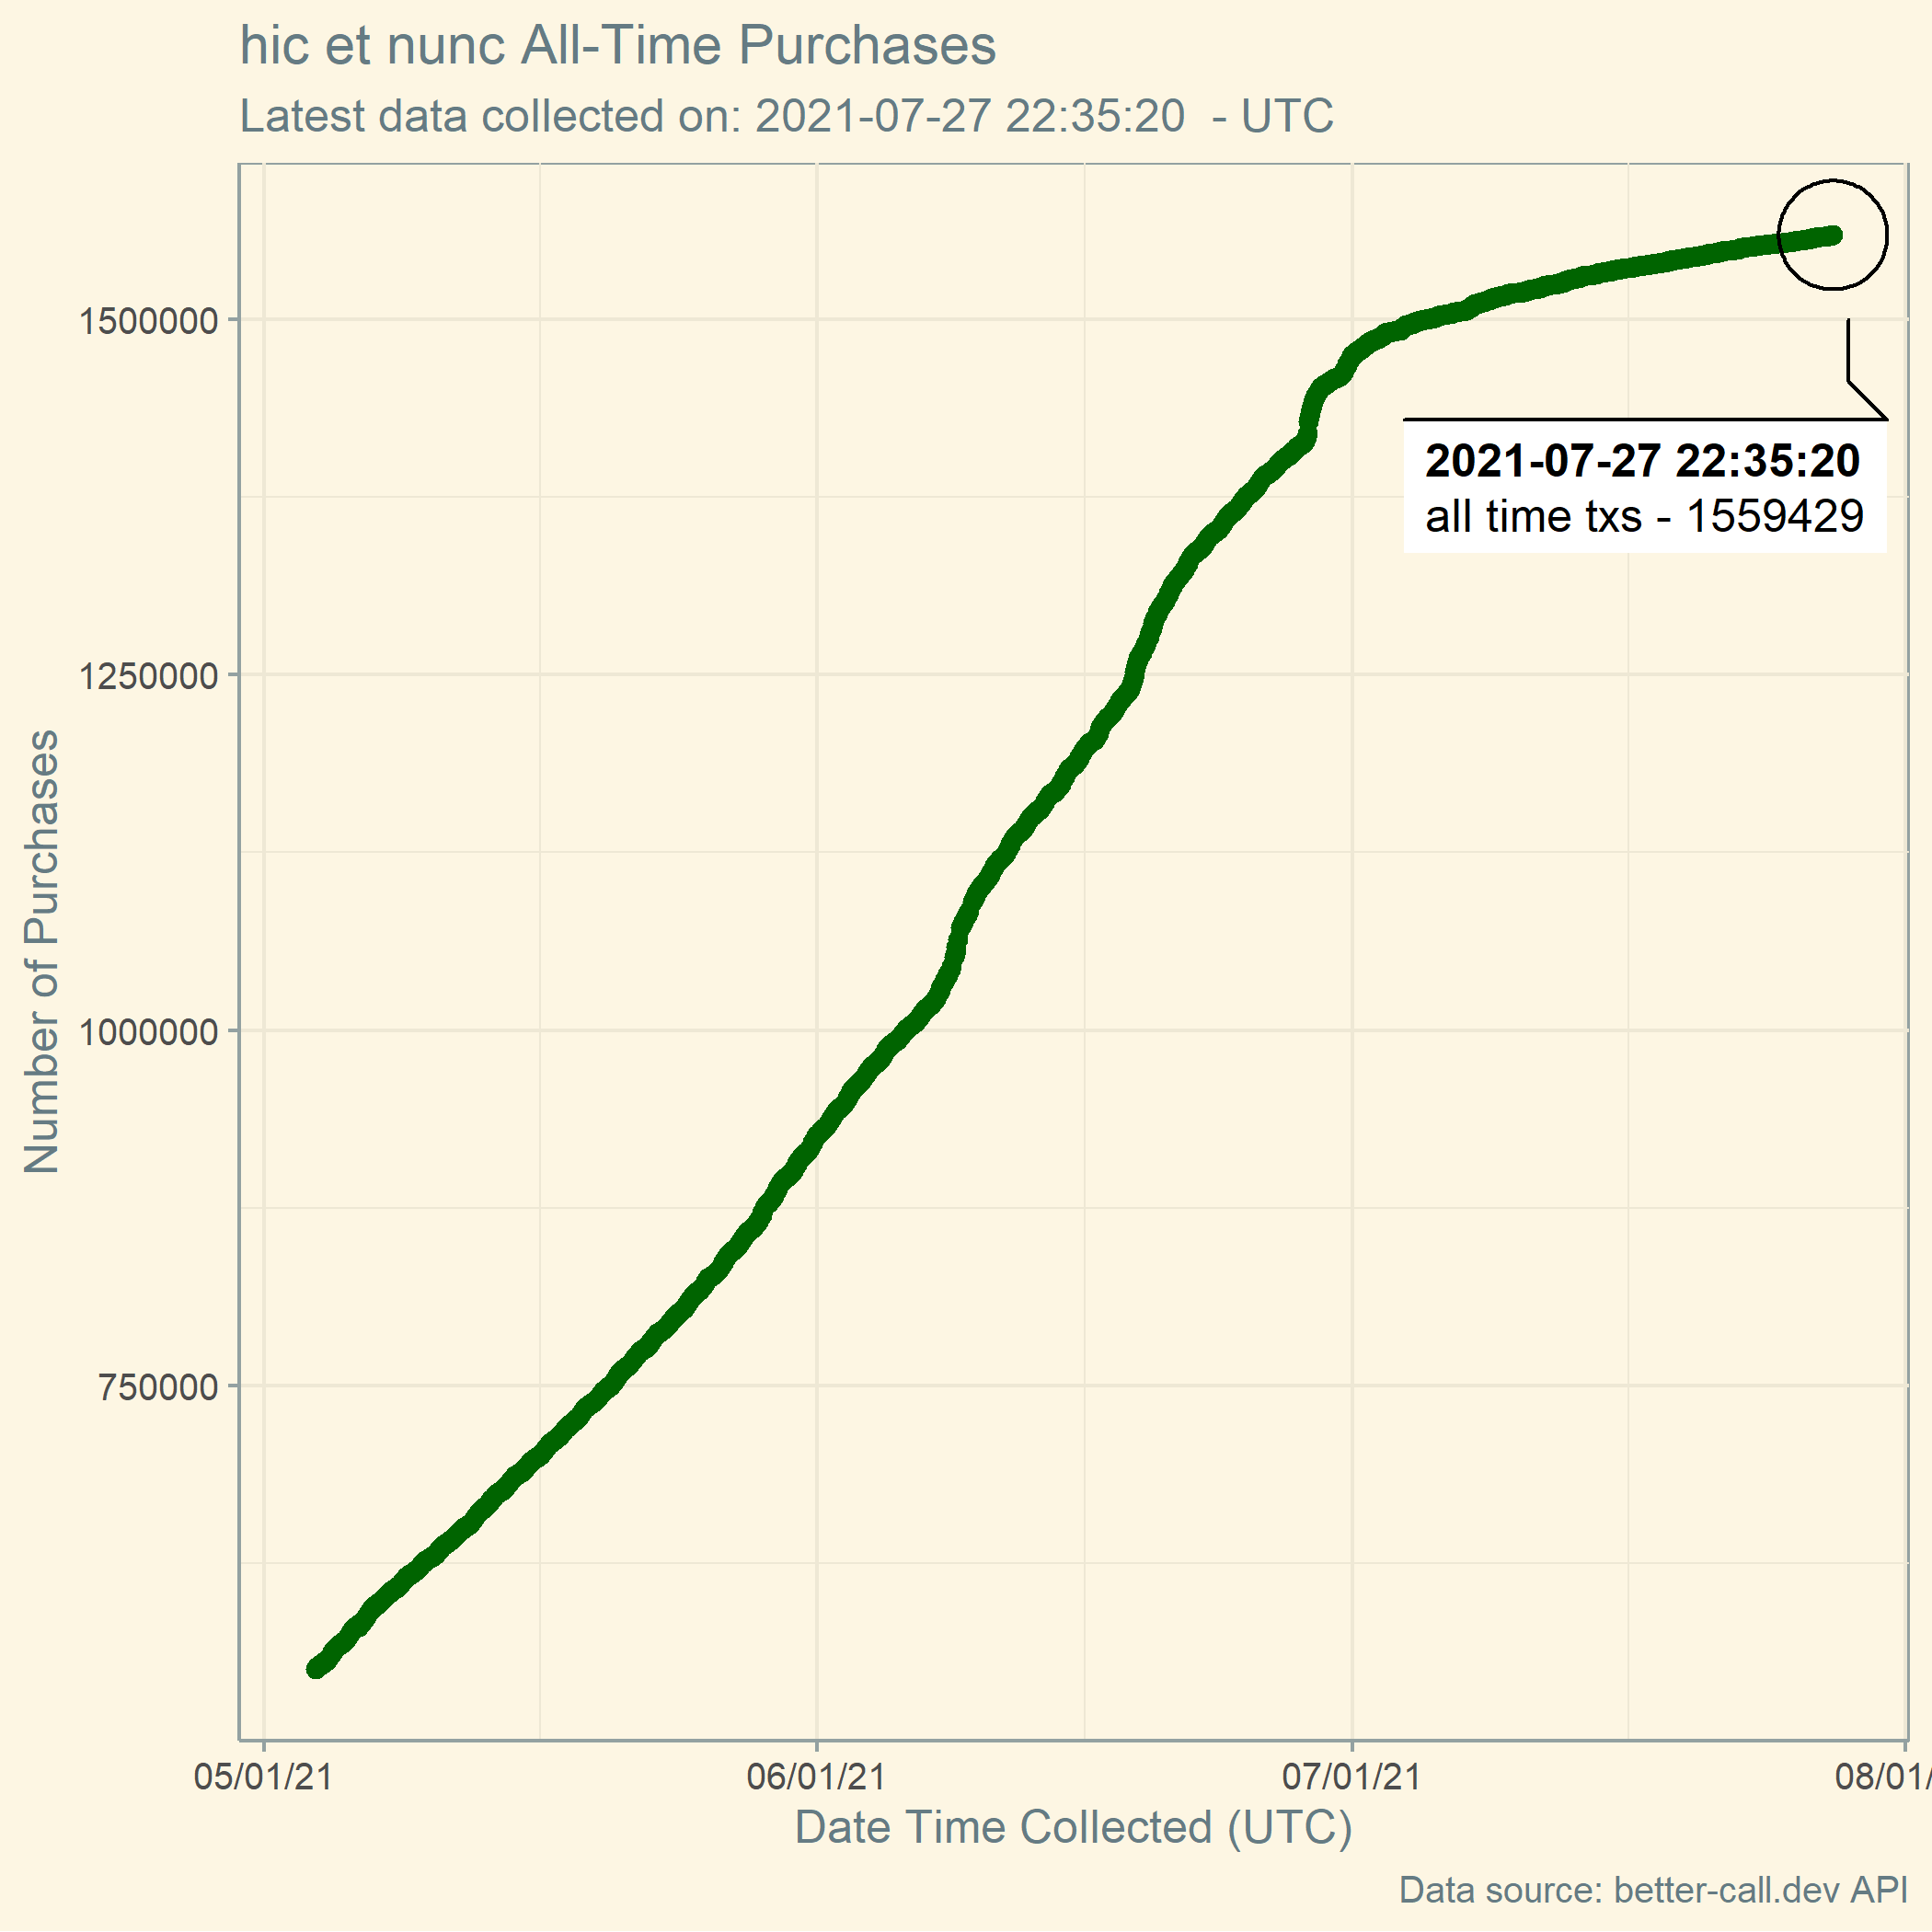 hic et nunc All-Time Purchases
Latest data collected on: 2021-07-27 22:35:20  - UTC
Number of Purchases
1500000
1250000
1000000
750000
2021-07-27 22:35:20
all time txs - 1559429
05/01/21
06/01/21
07/01/21
08/01/
Date Time Collected (UTC)
Data source: better-call.dev API